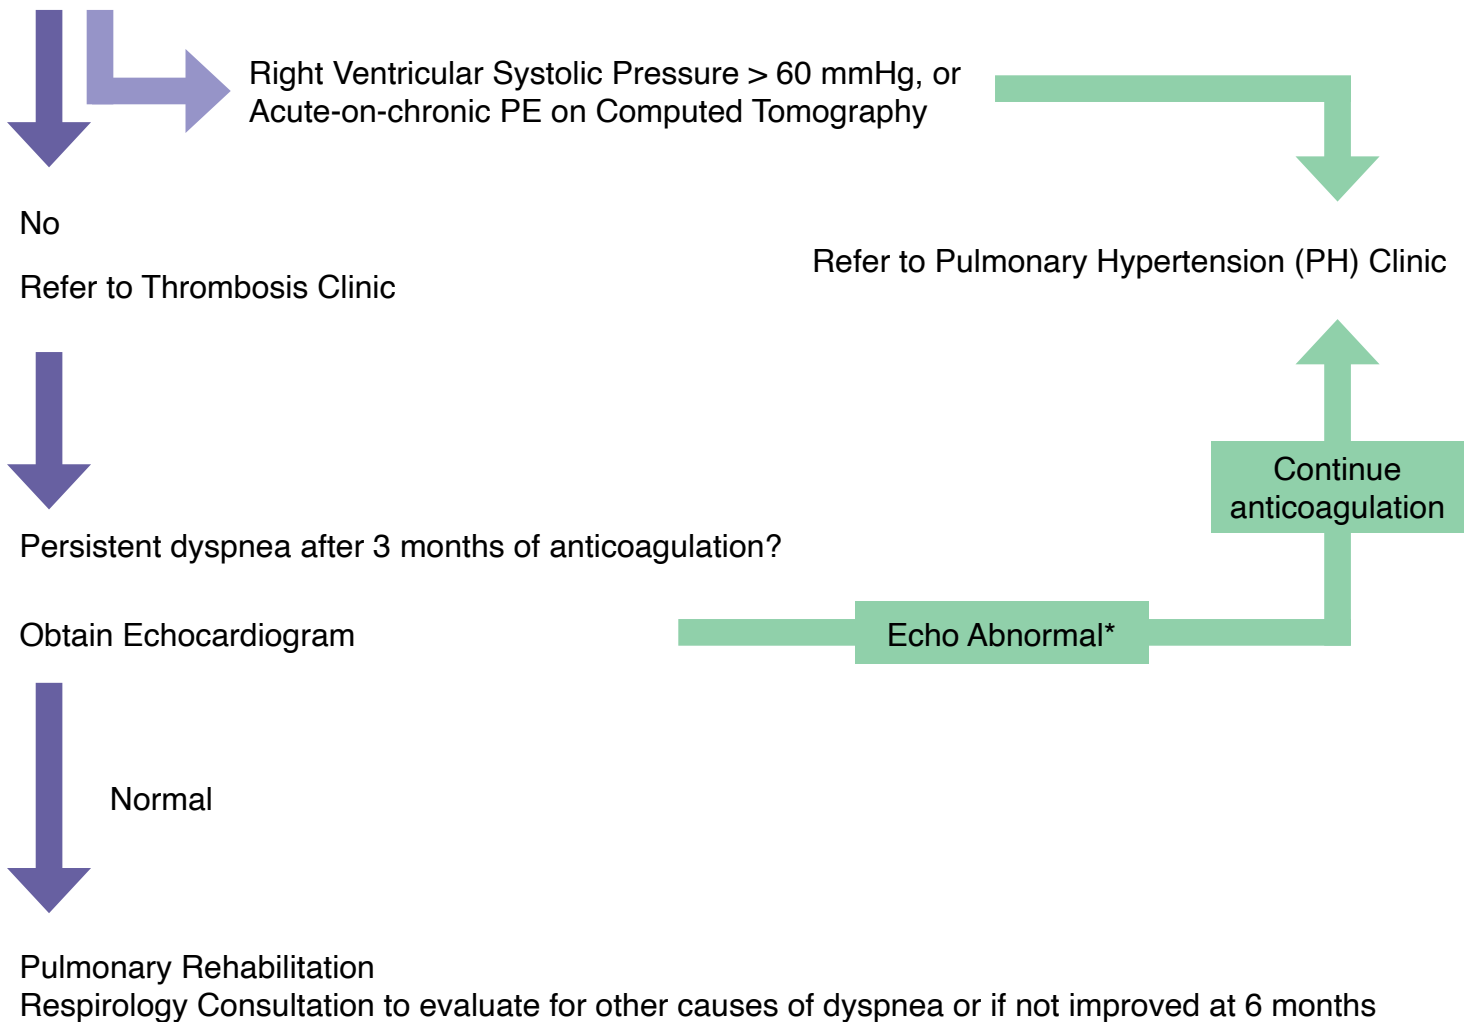 Right Ventricular Systolic Pressure > 60 mmHg, or
Acute-on-chronic PE on Computed Tomography
No
Refer to Thrombosis Clinic
Refer to Pulmonary Hypertension (PH) Clinic
Continue
anticoagulation
Persistent dyspnea after 3 months of anticoagulation?
Obtain Echocardiogram
Echo Abnormal*
Normal
Pulmonary Rehabilitation
Respirology Consultation to evaluate for other causes of dyspnea or if not improved at 6 months